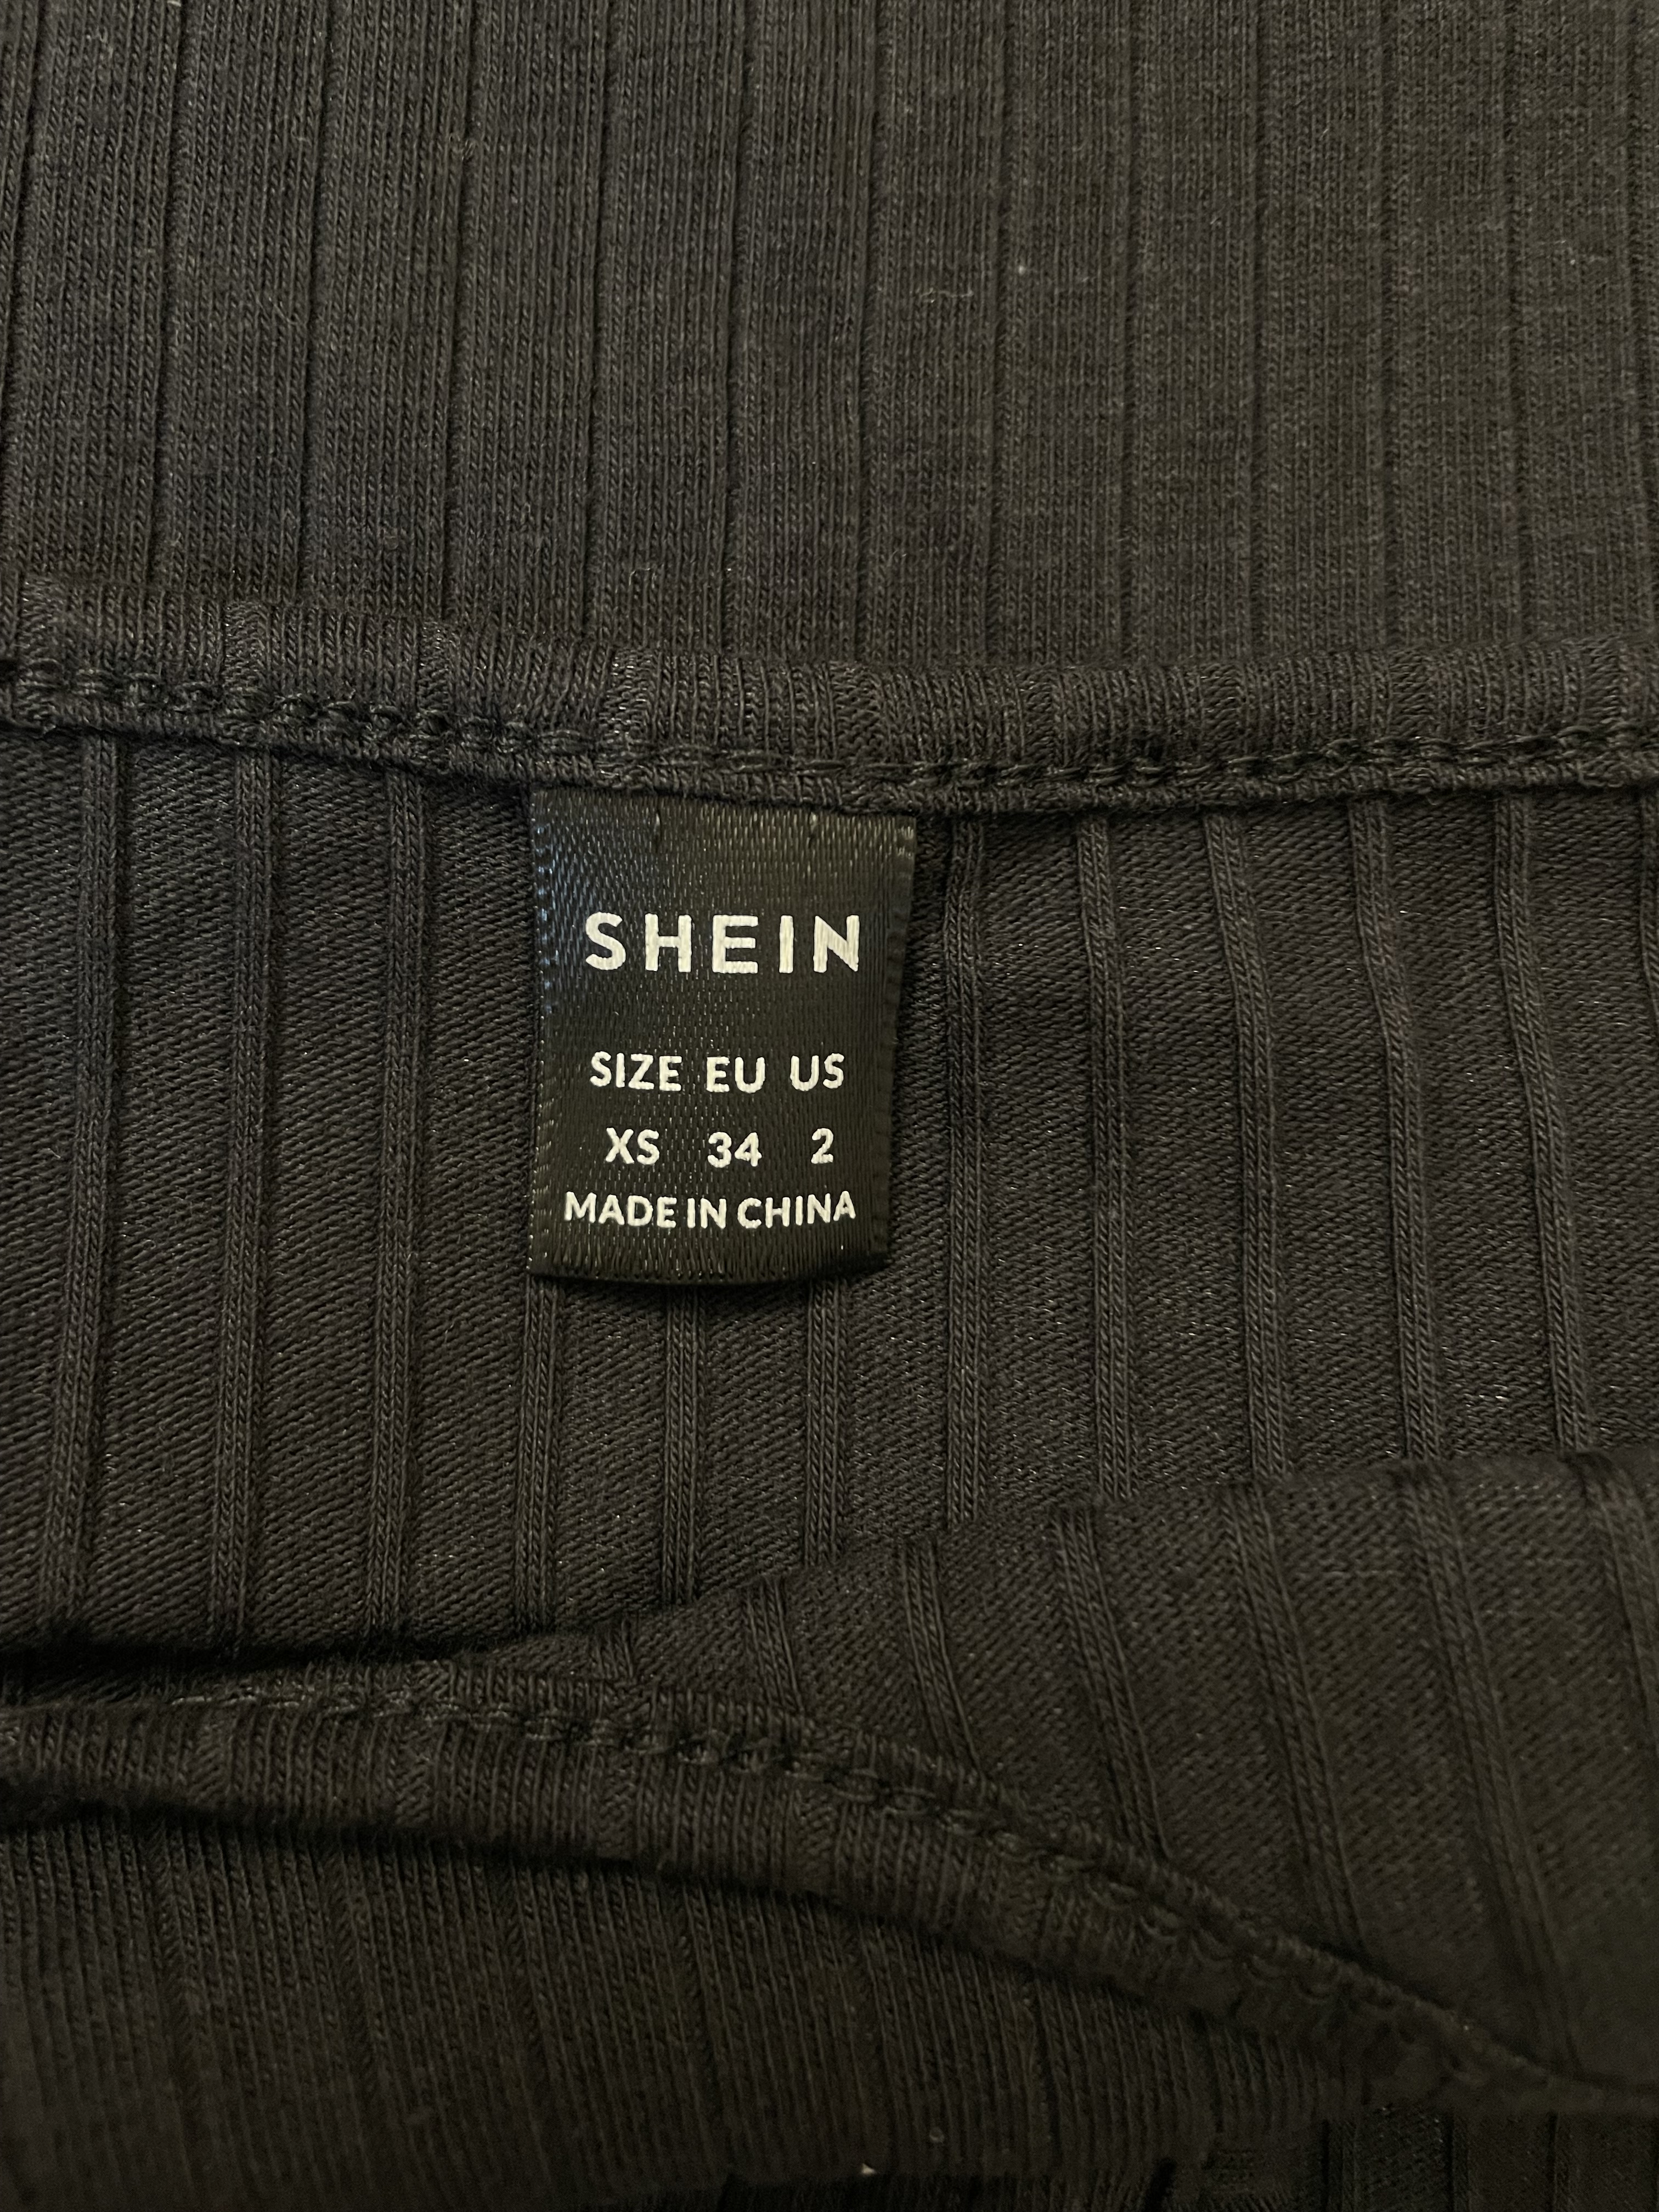 SHEIN
SIZE EU US
XS 34 2
MADE IN CHINA